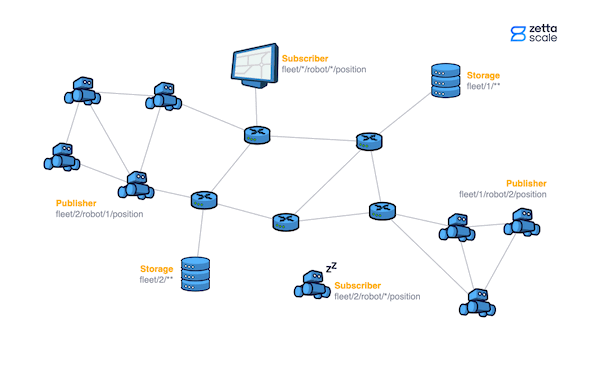 zetta
scale
Subscriber
fleet/*/robot/*/position
Storage
fleet/1/**
Publisher
fleet/2/robot/1/position
Publisher
fleet/1/robot/2/position
Storage
fleet/2/**
zZ
Subscriber
fleet/2/robot/*/position